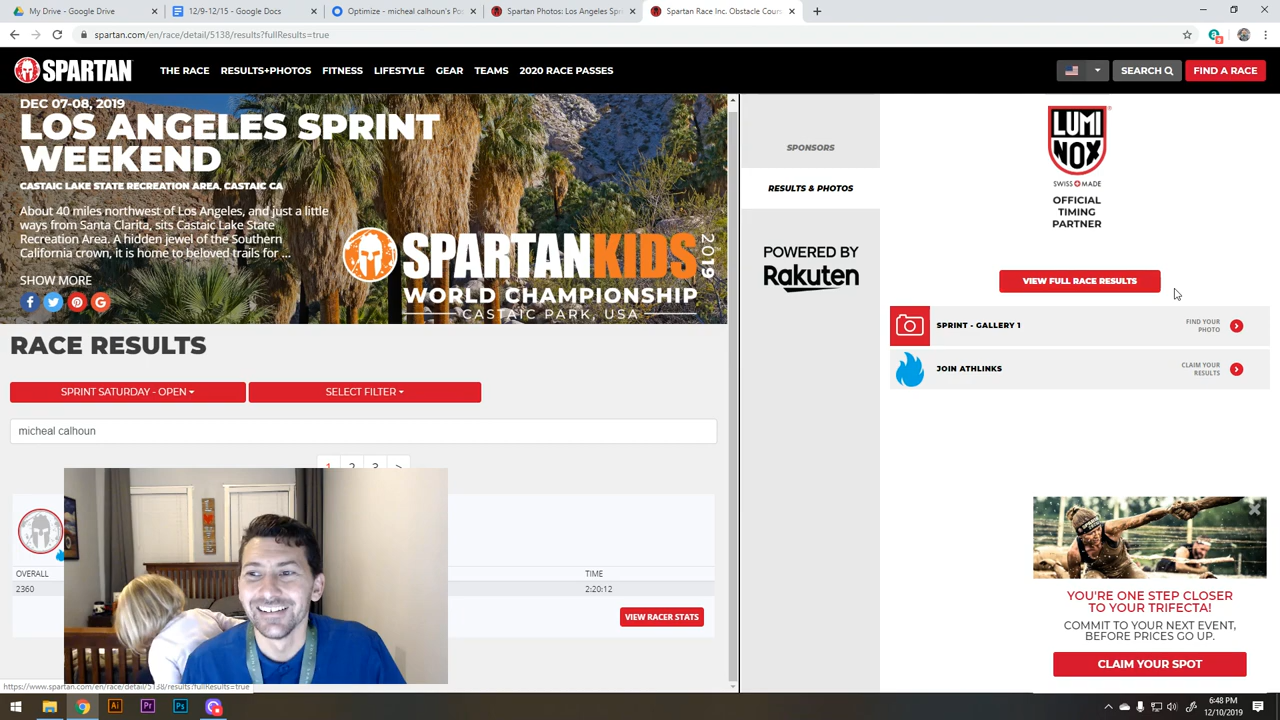 My Drive - Google Drive
12/9-12/15 - Google Docs
Optimize - micheal calhoun's Po
Spartan Photos: Los Angeles Spri
Spartan Race Inc. Obstacle Cours
spartan.com/en/race/detail/5138/results?fullResults=true
SPARTAN
THE RACE
RESULTS+PHOTOS
FITNESS
LIFESTYLE
GEAR
TEAMS
2020 RACE PASSES
SEARCH
FIND A RACE
DEC 07-08, 2019
LOS ANGELES SPRINT
WEEKEND
CASTAIC LAKE STATE RECREATION AREA, CASTAIC CA
About 40 miles northwest of Los Angeles, and just a little
ways from Santa Clarita, sits Castaic Lake State
Recreation Area. A hidden jewel of the Southern
California crown, it is home to beloved trails for ...
SHOW MORE
SPARTANKIDS
2019
WORLD CHAMPIONSHIP
CASTAIC PARK, USA
RACE RESULTS
SPRINT SATURDAY - OPEN
SELECT FILTER
micheal calhoun
1 2 3 >
OVERALL
TIME
2360
2:20:12
VIEW RACER STATS
https://www.spartan.com/en/race/detail/5138/results?fullResults=true
SPONSORS
RESULTS & PHOTOS
POWERED BY
Rakuten
LUMI
NOX
SWISS MADE
OFFICIAL
TIMING
PARTNER
VIEW FULL RACE RESULTS
SPRINT - GALLERY 1
FIND YOUR
PHOTO
JOIN ATHLINKS
CLAIM YOUR
RESULTS
YOU'RE ONE STEP CLOSER
TO YOUR TRIFECTA!
COMMIT TO YOUR NEXT EVENT,
BEFORE PRICES GO UP.
CLAIM YOUR SPOT
Ai
Pr
Ps
6:48 PM
12/10/2019